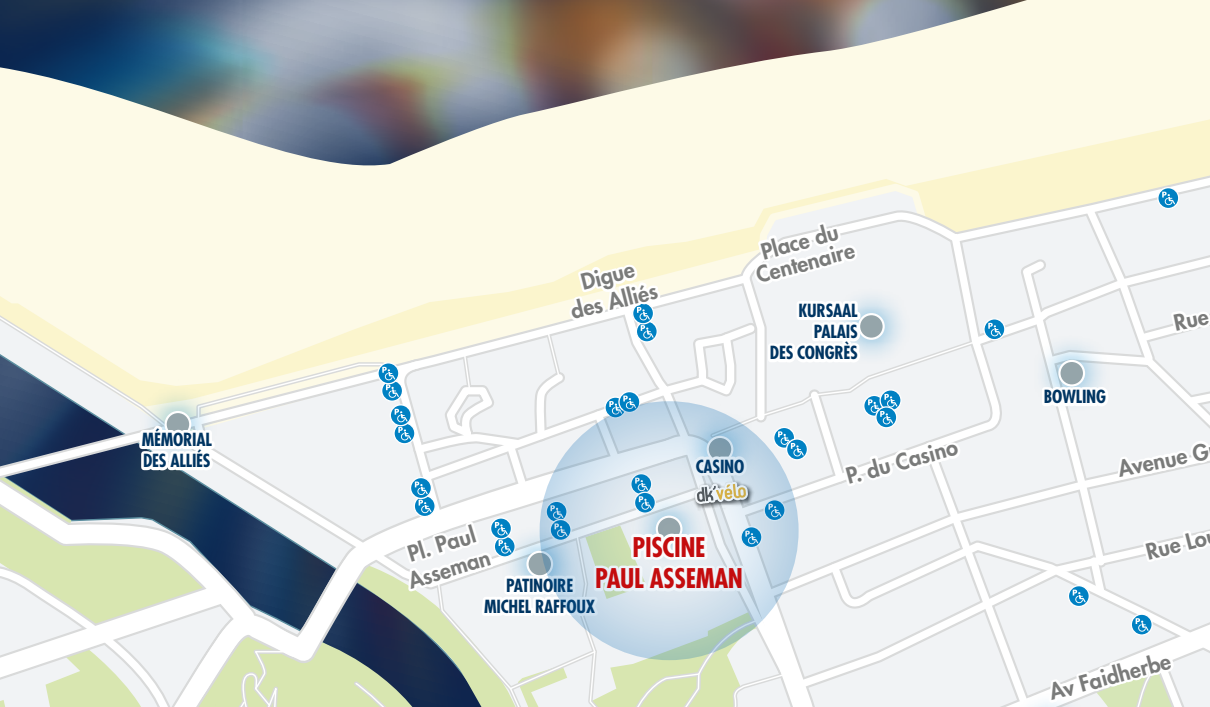 Place du
Centenaire
Digue
des Alliés
KURSAAL
PALAIS
DES CONGRÈS
Rue
BOWLING
MÉMORIAL
DES ALLIÉS
CASINO
dk'vélo
P. du Casino
Avenue G
Pl. Paul
Asseman
PISCINE
PAUL ASSEMAN
PATINOIRE
MICHEL RAFFOUX
Rue Lou
Av Faidherbe